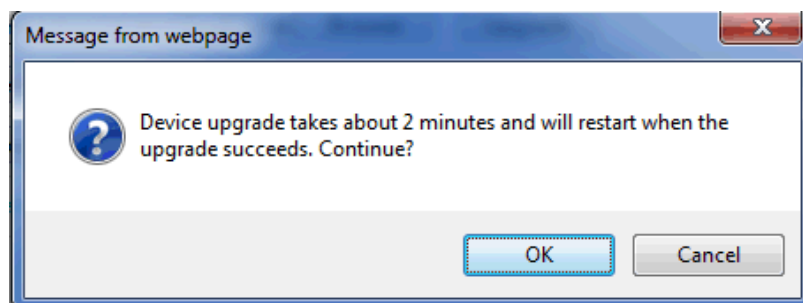 Message from webpage
Device upgrade takes about 2 minutes and will restart when the
upgrade succeeds. Continue?
OK
Cancel